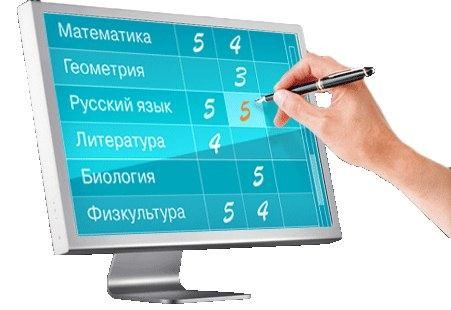 Математика 5 4
Геометрия 3
Русский язык 5 5
Литература 4
Биология 5
Физкультура 5 4